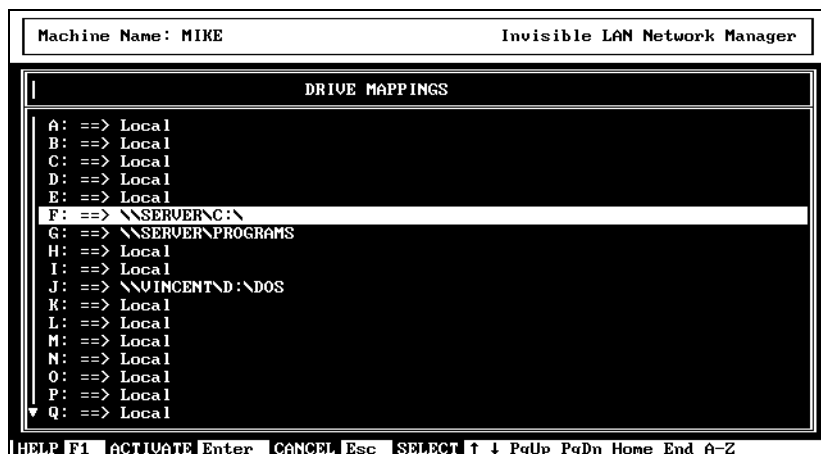 Machine Name: MIKE Invisible LAN Network Manager
DRIVE MAPPINGS
A: ==> Local
B: ==> Local
C: ==> Local
D: ==> Local
E: ==> Local
F: ==> \\SERVER\C:\
G: ==> \\SERVER\PROGRAMS
H: ==> Local
I: ==> Local
J: ==> \\VINCENT\D:\DOS
K: ==> Local
L: ==> Local
M: ==> Local
N: ==> Local
O: ==> Local
P: ==> Local
Q: ==> Local
HELP F1 ACTIVATE Enter CANCEL Esc SELECT ↑ ↓ PgUp PgDn Home End A-Z